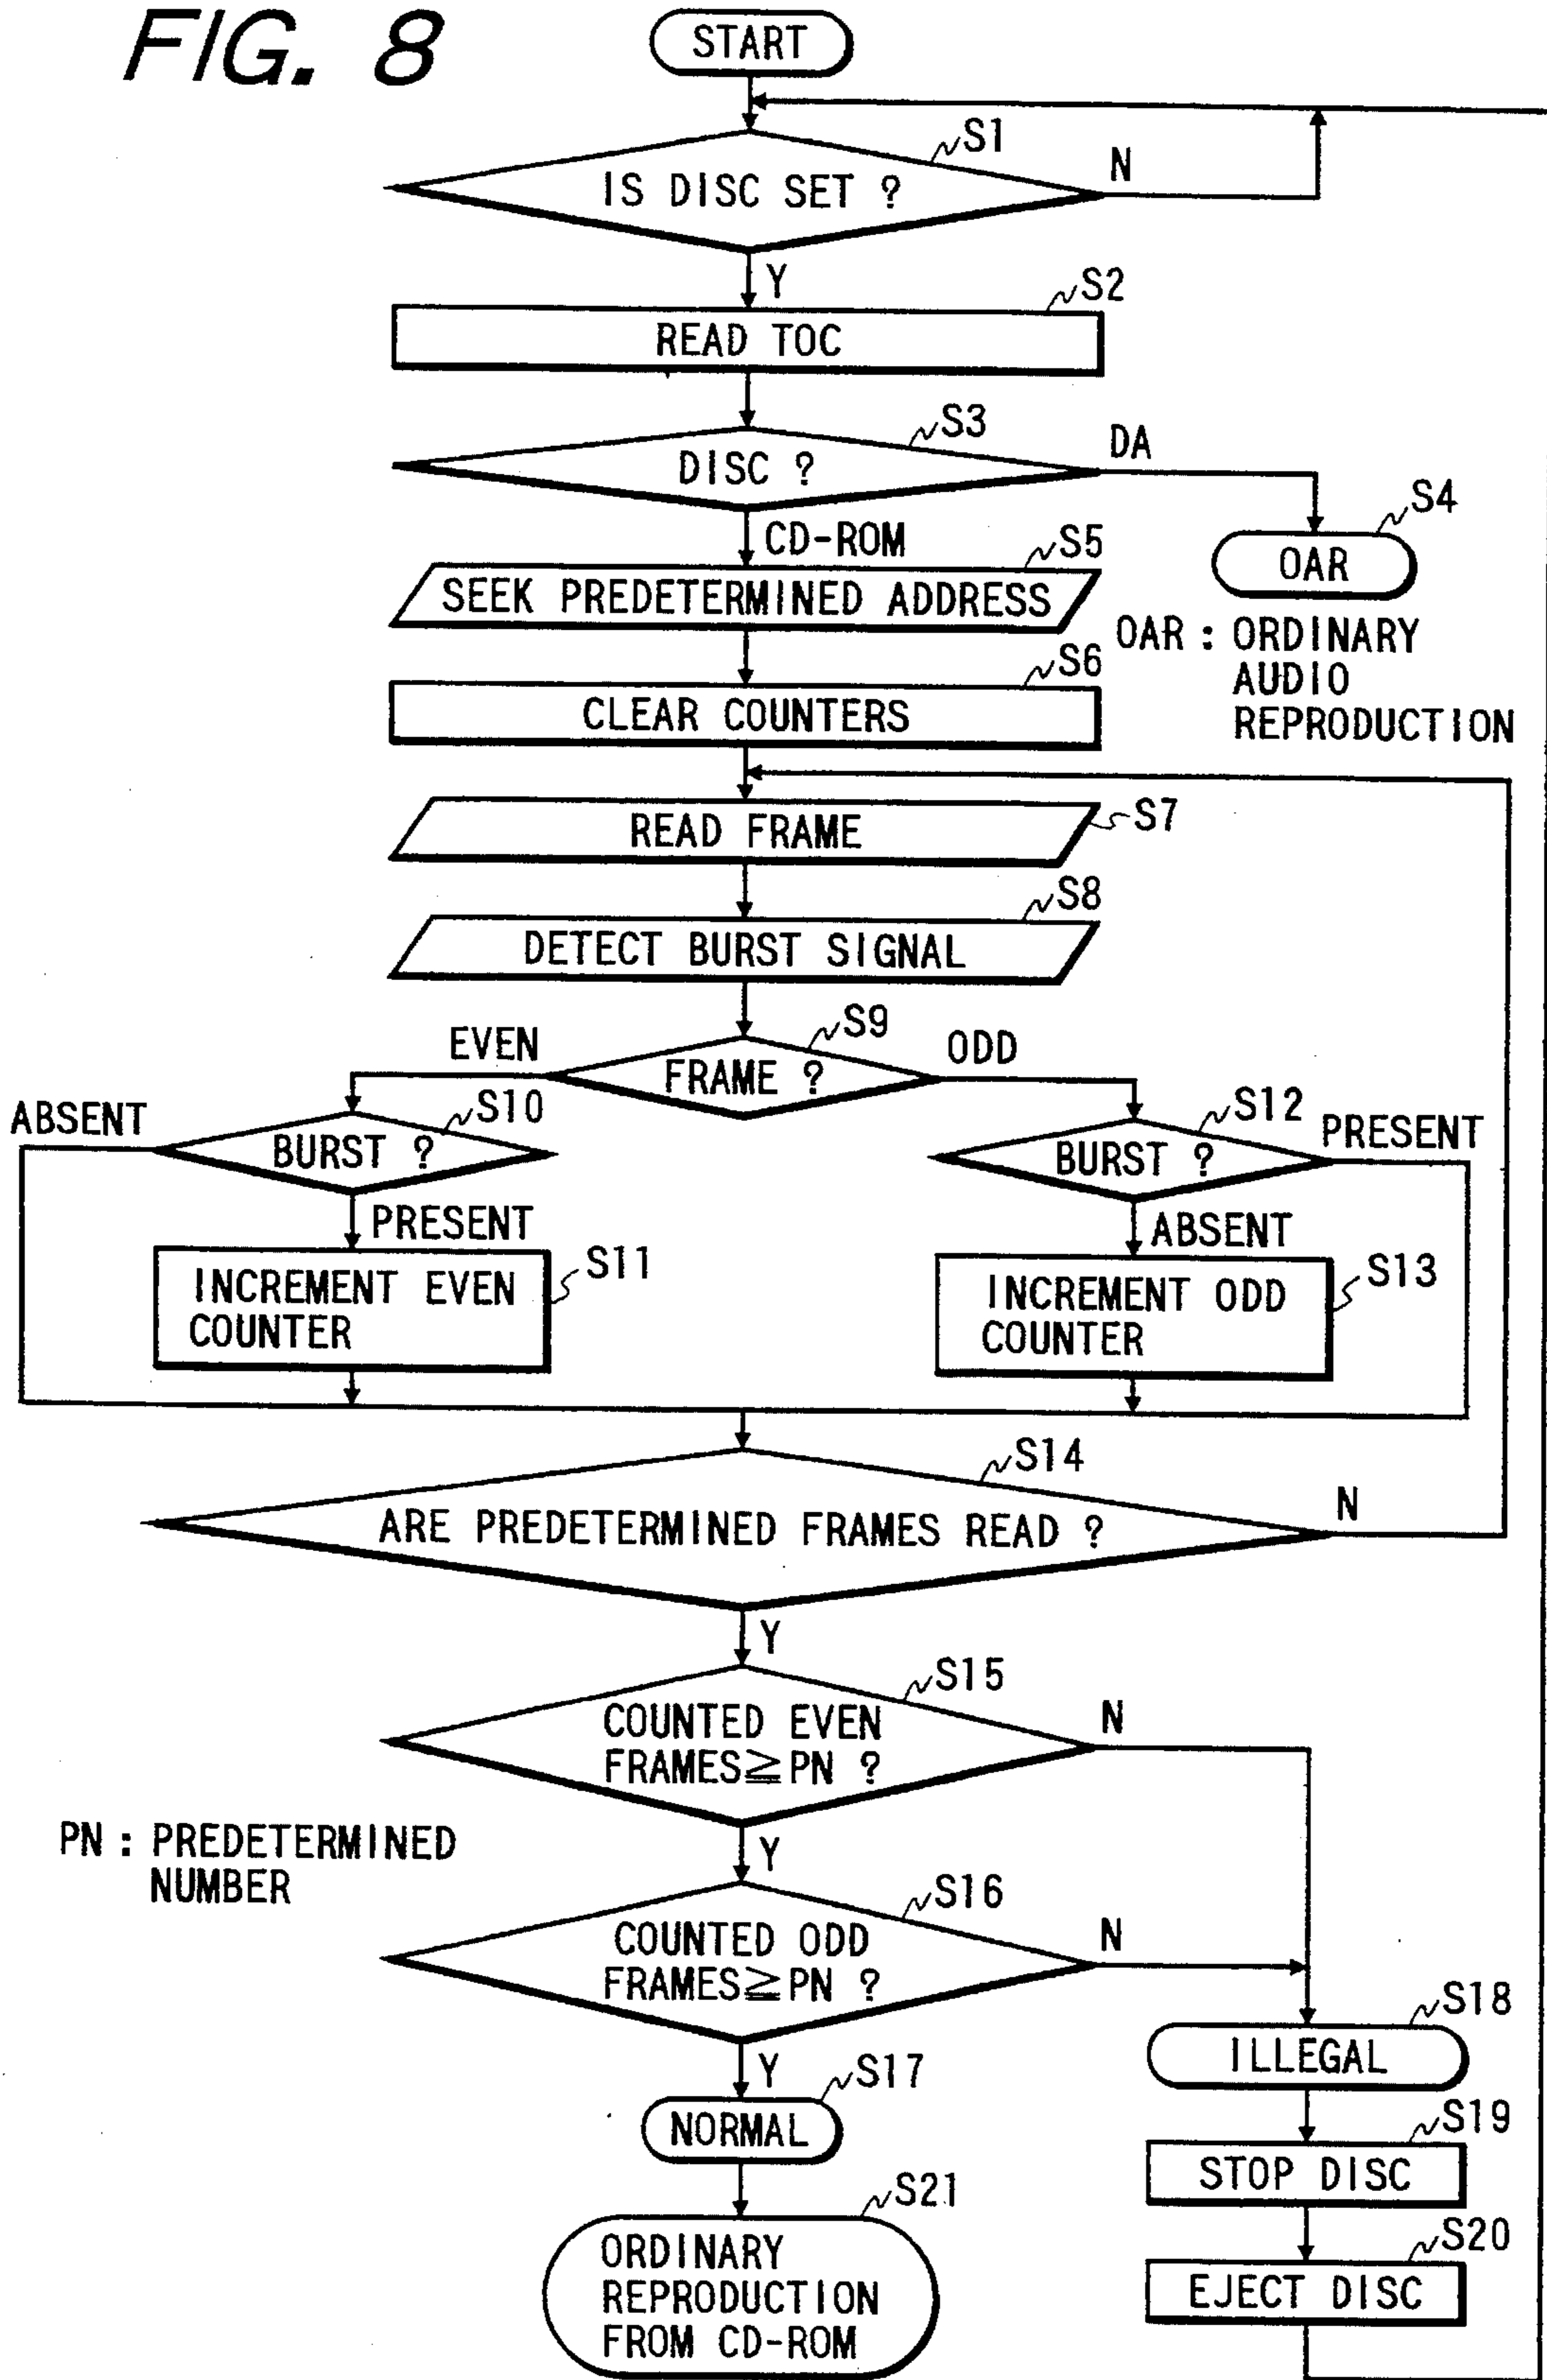 FIG. 8
START
S1
IS DISC SET ?
N
Y
S2
READ TOC
S3
DISC ?
DA
S4
OAR
CD-ROM
S5
SEEK PREDETERMINED ADDRESS
OAR : ORDINARY
AUDIO
REPRODUCTION
S6
CLEAR COUNTERS
S7
READ FRAME
S8
DETECT BURST SIGNAL
S9
EVEN
FRAME ?
ODD
ABSENT
S10
BURST ?
S12
BURST ?
PRESENT
PRESENT
ABSENT
S11
INCREMENT EVEN
COUNTER
S13
INCREMENT ODD
COUNTER
S14
ARE PREDETERMINED FRAMES READ ?
N
Y
S15
COUNTED EVEN
FRAMES≧PN ?
N
Y
PN : PREDETERMINED
NUMBER
S16
COUNTED ODD
FRAMES≧PN ?
N
Y
S17
NORMAL
S18
ILLEGAL
S19
STOP DISC
S20
EJECT DISC
S21
ORDINARY
REPRODUCTION
FROM CD-ROM